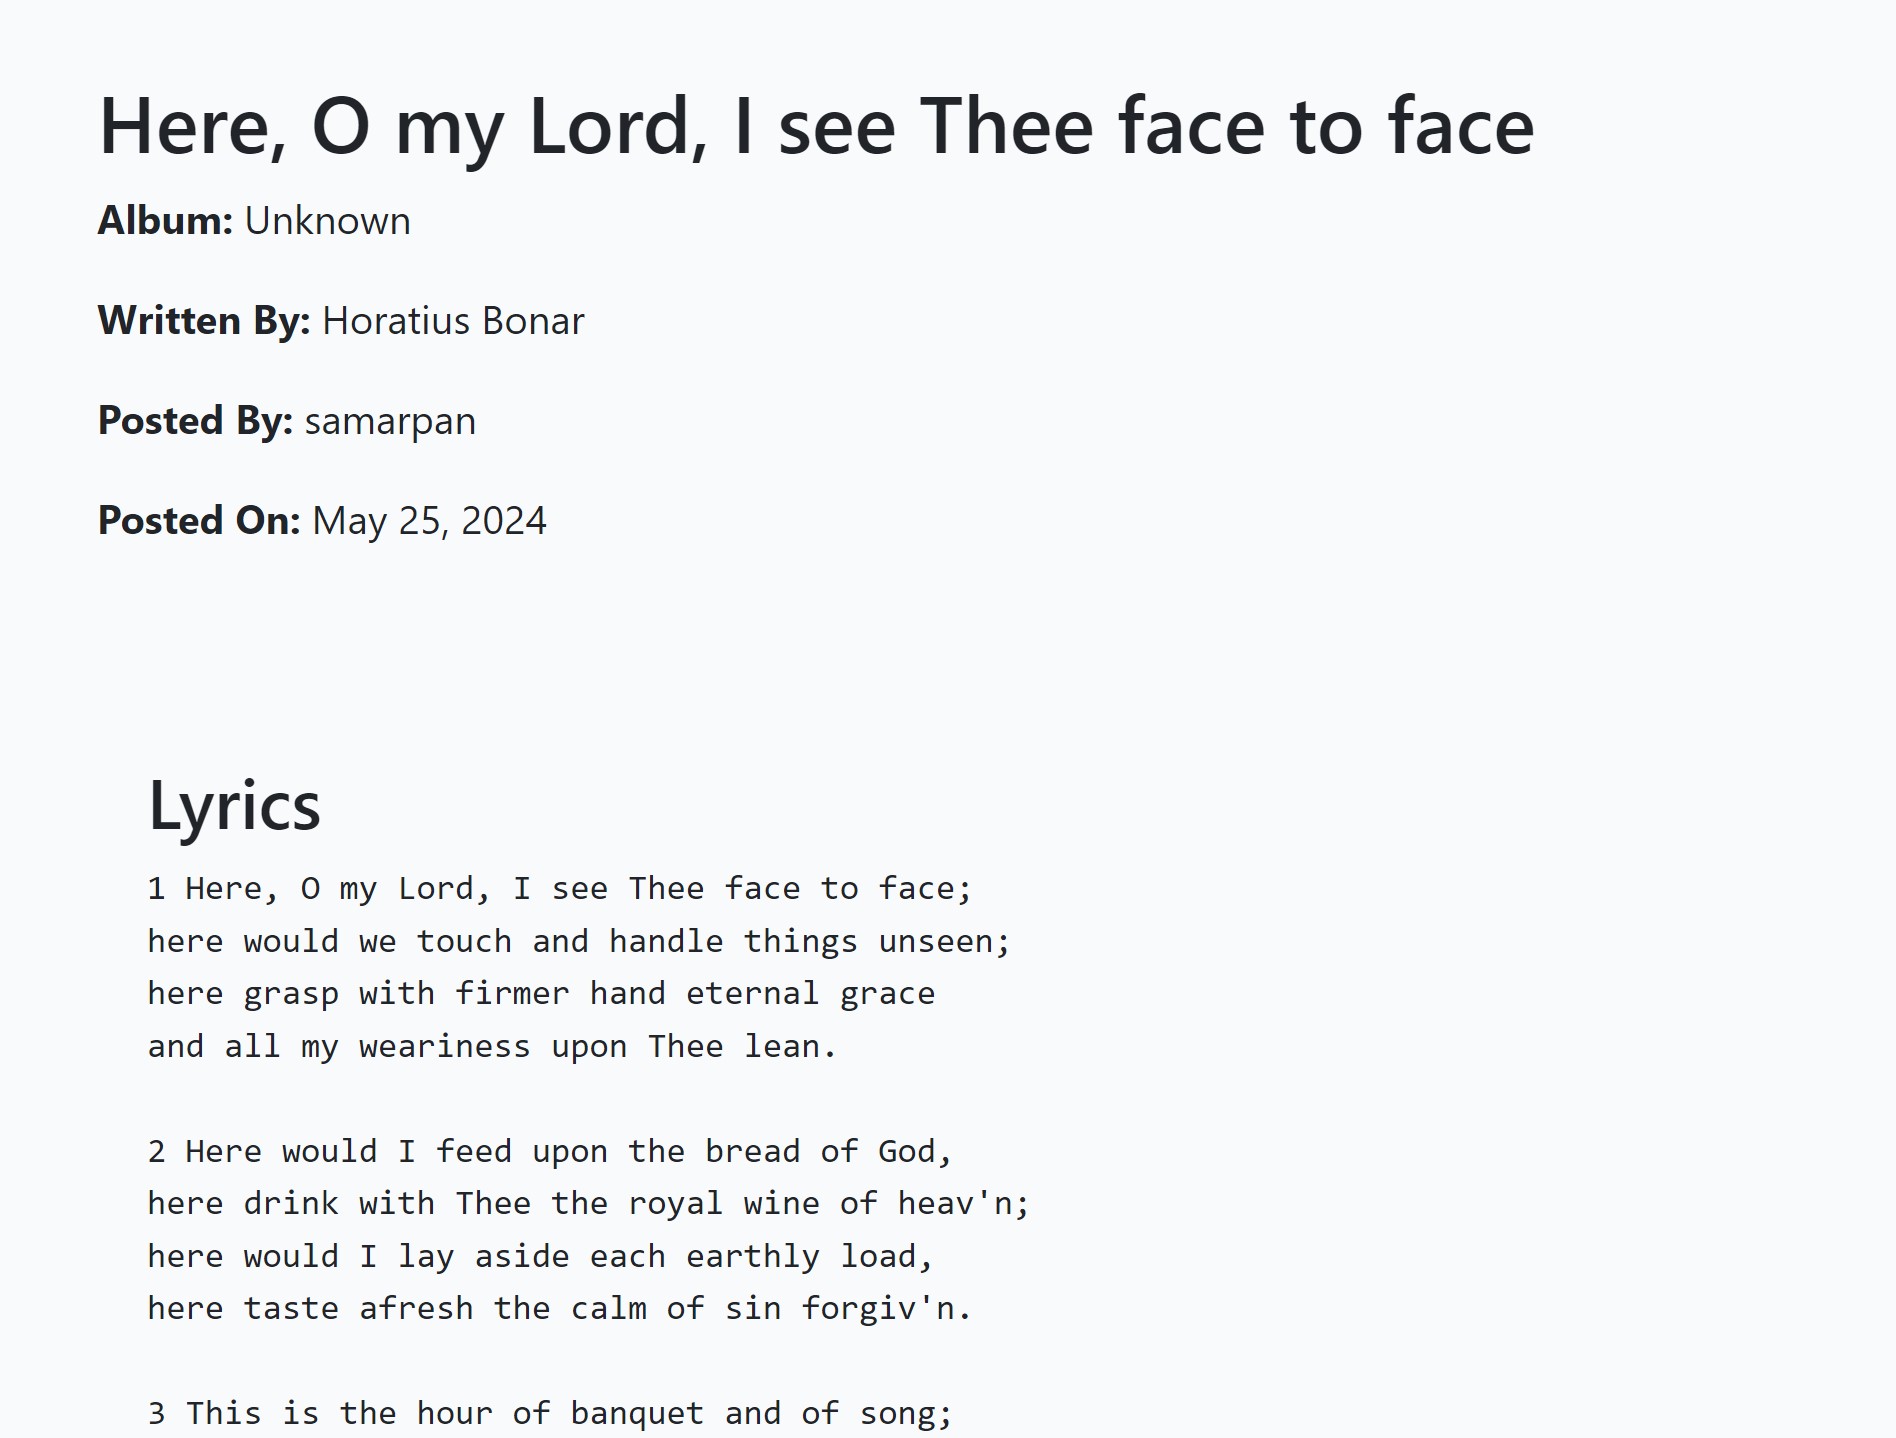 Here, O my Lord, I see Thee face to face
Album: Unknown
Written By: Horatius Bonar
Posted By: samarpan
Posted On: May 25, 2024
Lyrics
1 Here, O my Lord, I see Thee face to face;
here would we touch and handle things unseen;
here grasp with firmer hand eternal grace
and all my weariness upon Thee lean.
2 Here would I feed upon the bread of God,
here drink with Thee the royal wine of heav'n;
here would I lay aside each earthly load,
here taste afresh the calm of sin forgiv'n.
3 This is the hour of banquet and of song;